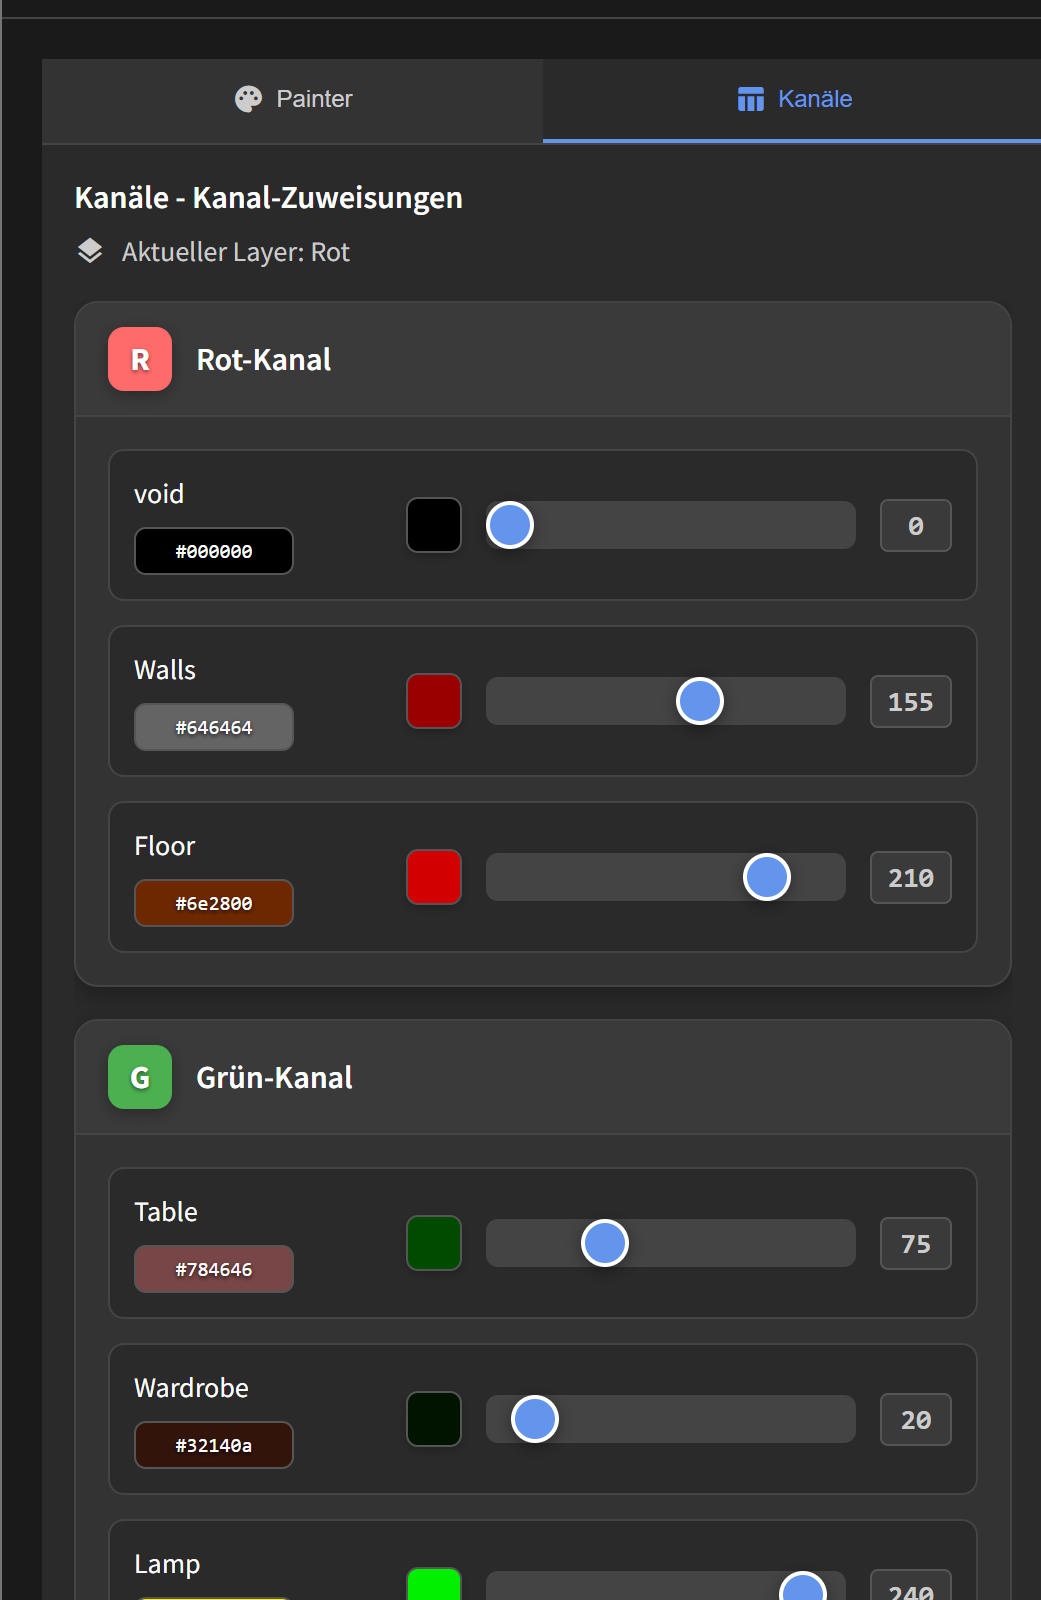 Painter
Kanäle
Kanäle - Kanal-Zuweisungen
Aktueller Layer: Rot
R Rot-Kanal
void
#000000
0
Walls
#646464
155
Floor
#6e2800
210
G Grün-Kanal
Table
#784646
75
Wardrobe
#32140a
20
Lamp
240